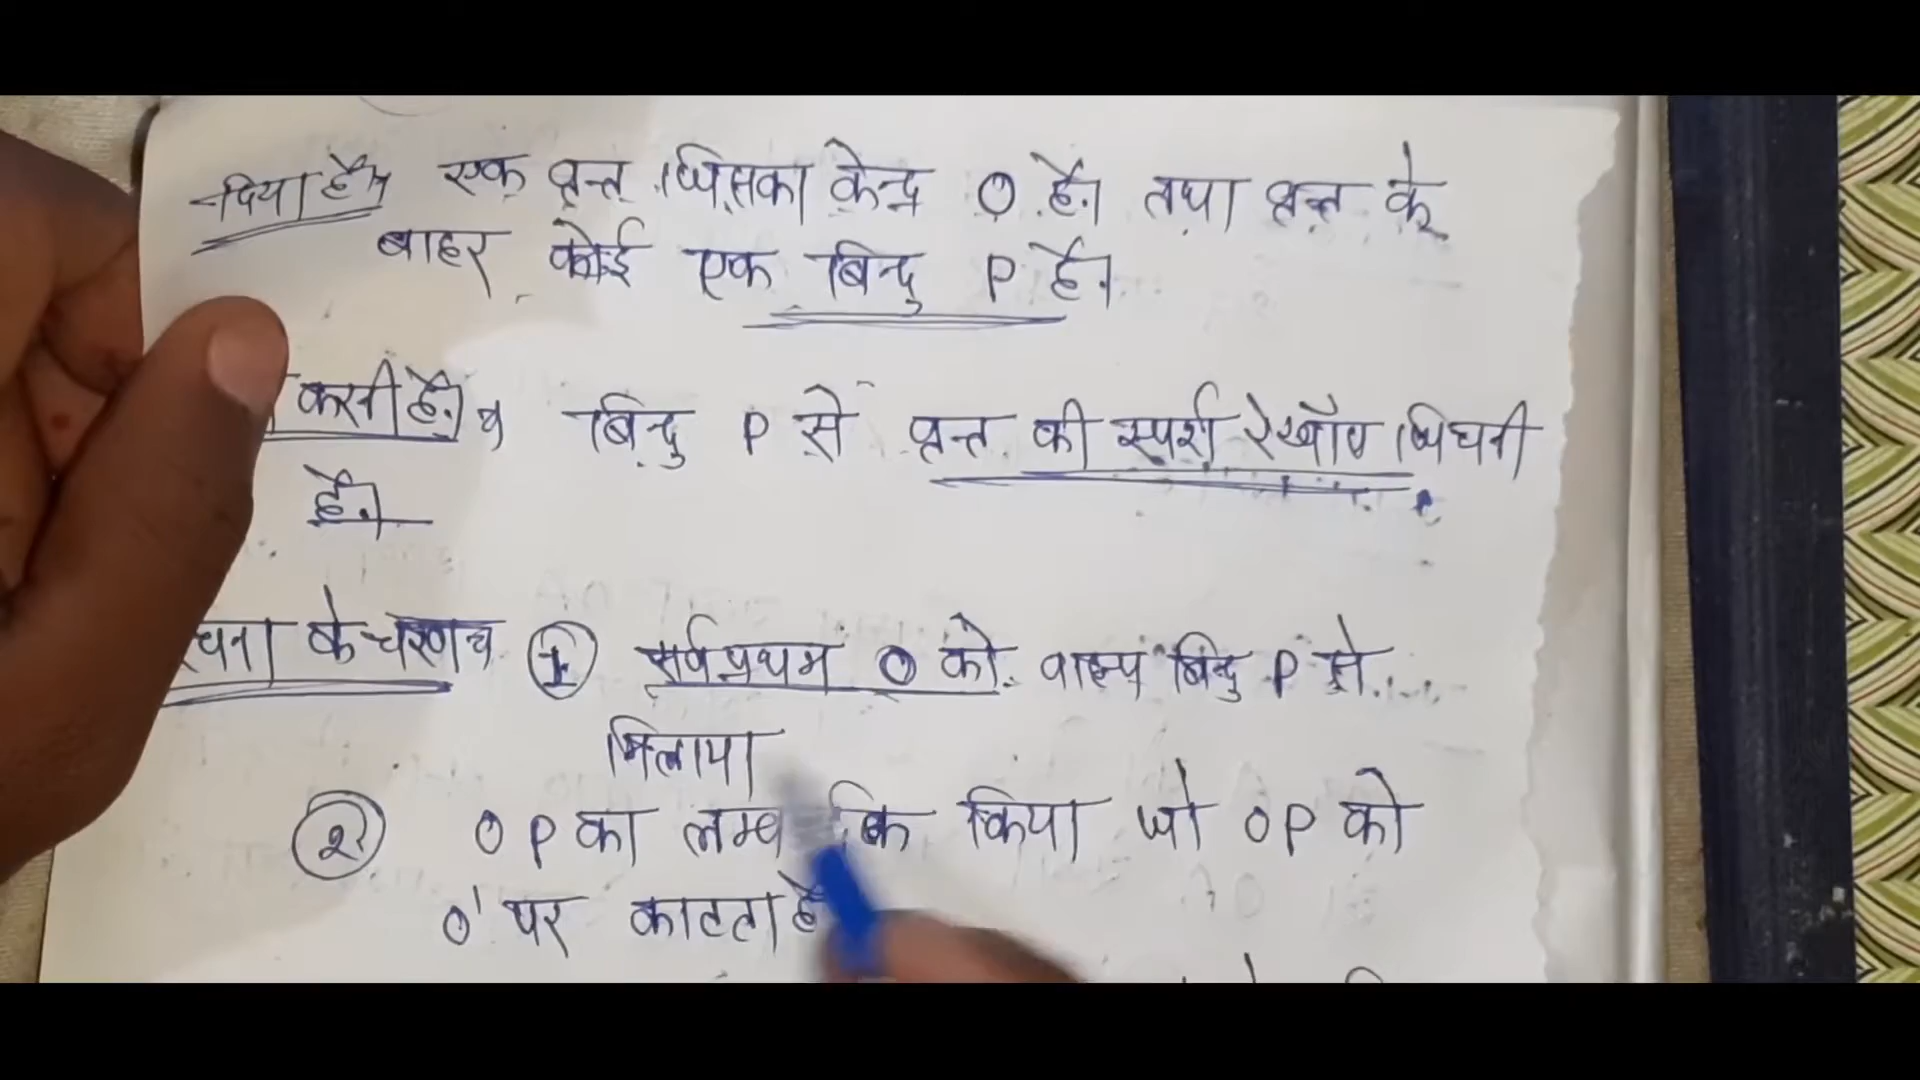 दिया है:- एक वृत्त जिसका केन्द्र O है। तथा वृत्त के
बाहर कोई एक बिन्दु P है।
करनी है। बिन्दु P से वृत्त की स्पर्श रेखाँए खिचनी
है।
रचना के चरण:- ① सर्वप्रथम O को वाह्य बिन्दु P से
मिलाया
② OP का लम्ब किया जो OP को
O' पर काटता है